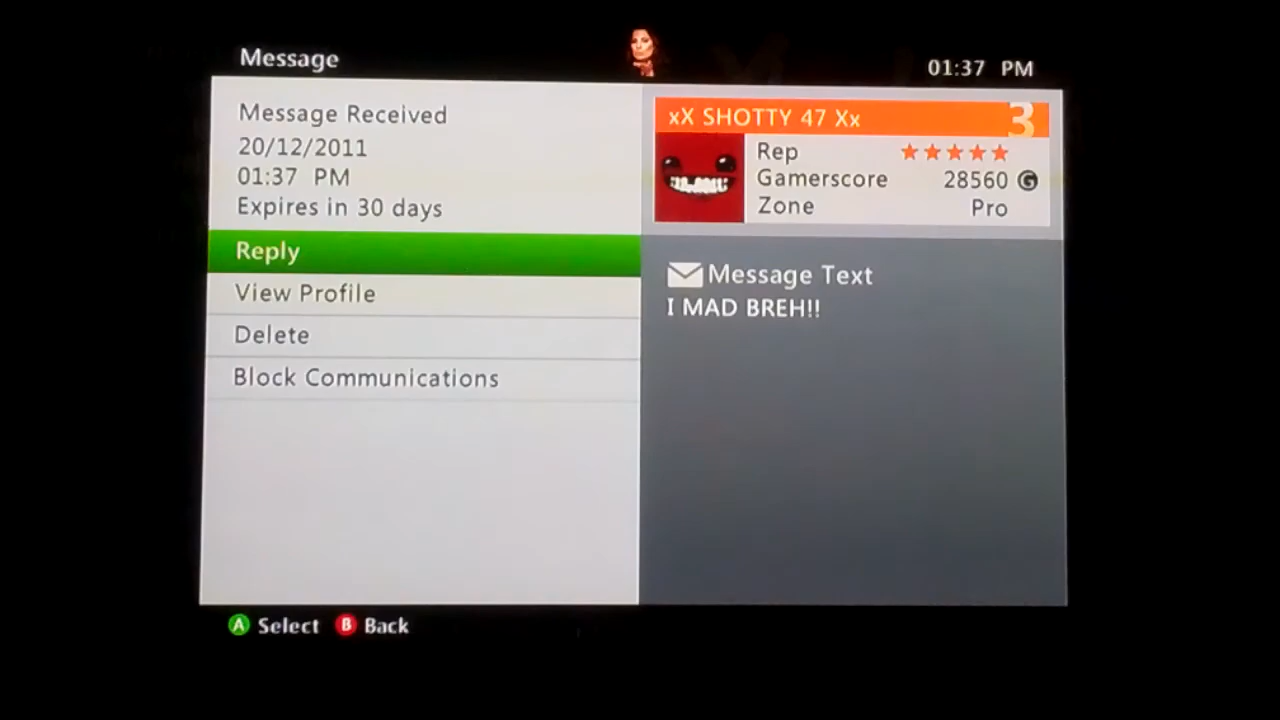 Message
01:37 PM
Message Received
20/12/2011
01:37 PM
Expires in 30 days
Reply
View Profile
Delete
Block Communications
xX SHOTTY 47 Xx 3
Rep ★★★★★
Gamerscore 28560 G
Zone Pro
Message Text
I MAD BREH!!
A Select B Back